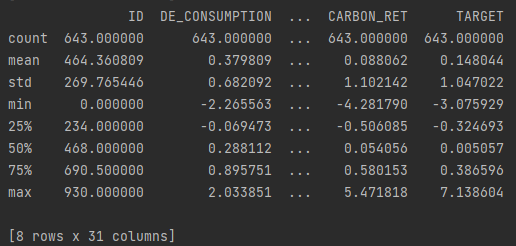 ID DE_CONSUMPTION ... CARBON_RET TARGET
count 643.000000 643.000000 ... 643.000000 643.000000
mean 464.360809 0.379809 ... 0.088062 0.148044
std 269.765446 0.682092 ... 1.102142 1.047022
min 0.000000 -2.265563 ... -4.281790 -3.075929
25% 234.000000 -0.069473 ... -0.506085 -0.324693
50% 468.000000 0.288112 ... 0.054056 0.005057
75% 690.500000 0.895751 ... 0.580153 0.386596
max 930.000000 2.033851 ... 5.471818 7.138604
[8 rows x 31 columns]